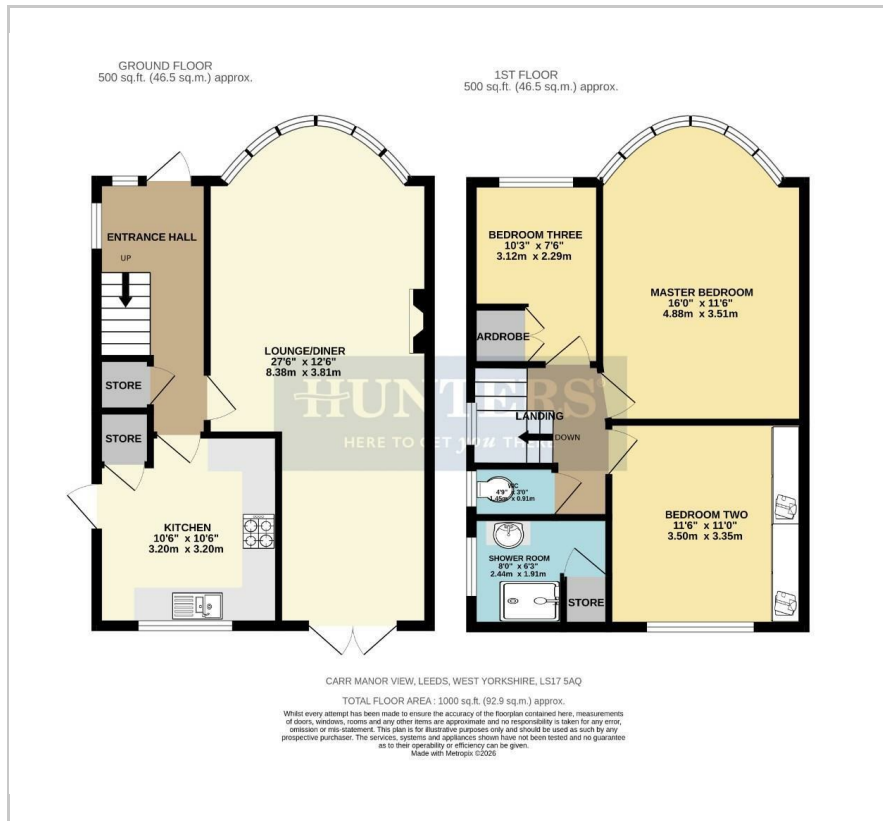 GROUND FLOOR
500 sq.ft. (46.5 sq.m.) approx.
1ST FLOOR
500 sq.ft. (46.5 sq.m.) approx.
ENTRANCE HALL
UP
STORE
STORE
LOUNGE/DINER
27'6" x 12'6"
8.38m x 3.81m
KITCHEN
10'6" x 10'6"
3.20m x 3.20m
BEDROOM THREE
10'3" x 7'6"
3.12m x 2.29m
ARDROBE
MASTER BEDROOM
16'0" x 11'6"
4.88m x 3.51m
LANDING
DOWN
WC
4'9" x 3'0"
1.45m x 0.91m
BEDROOM TWO
11'6" x 11'0"
3.50m x 3.35m
SHOWER ROOM
8'0" x 6'3"
2.44m x 1.91m
STORE
HUNTERS
HERE TO GET you THERE
CARR MANOR VIEW, LEEDS, WEST YORKSHIRE, LS17 5AQ
TOTAL FLOOR AREA : 1000 sq.ft. (92.9 sq.m.) approx.
Whilst every attempt has been made to ensure the accuracy of the floorplan contained here, measurements
of doors, windows, rooms and any other items are approximate and no responsibility is taken for any error,
omission or mis-statement. This plan is for illustrative purposes only and should be used as such by any
prospective purchaser. The services, systems and appliances shown have not been tested and no guarantee
as to their operability or efficiency can be given.
Made with Metropix ©2026